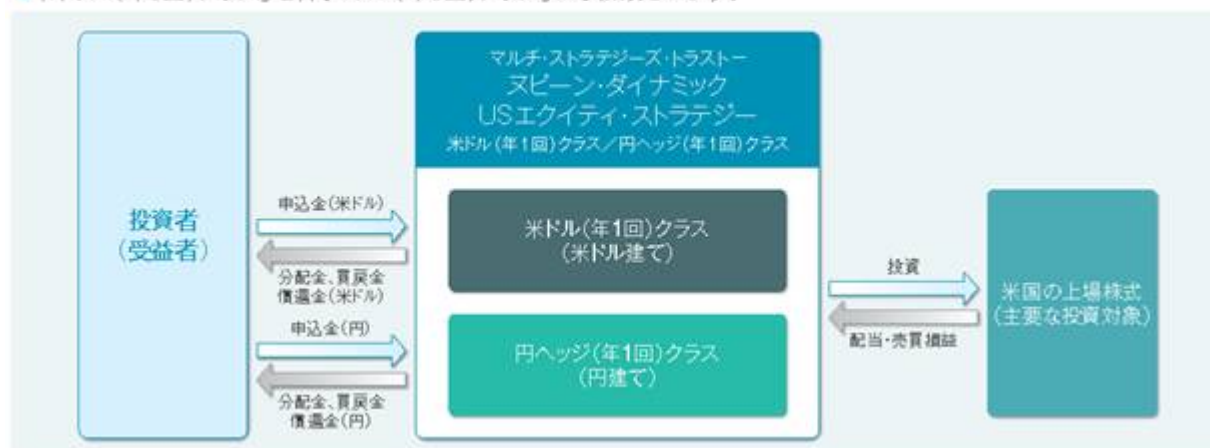 投資者
(受益者)
申込金(米ドル)
分配金、買戻金
償還金(米ドル)
申込金(円)
分配金、買戻金
償還金(円)
マルチ・ストラテジーズ・トラストー
ヌビーン・ダイナミック
USエクイティ・ストラテジー
米ドル(年1回)クラス/円ヘッジ(年1回)クラス
米ドル(年1回)クラス
(米ドル建て)
円ヘッジ(年1回)クラス
(円建て)
投資
配当・売買損益
米国の上場株式
(主要な投資対象)